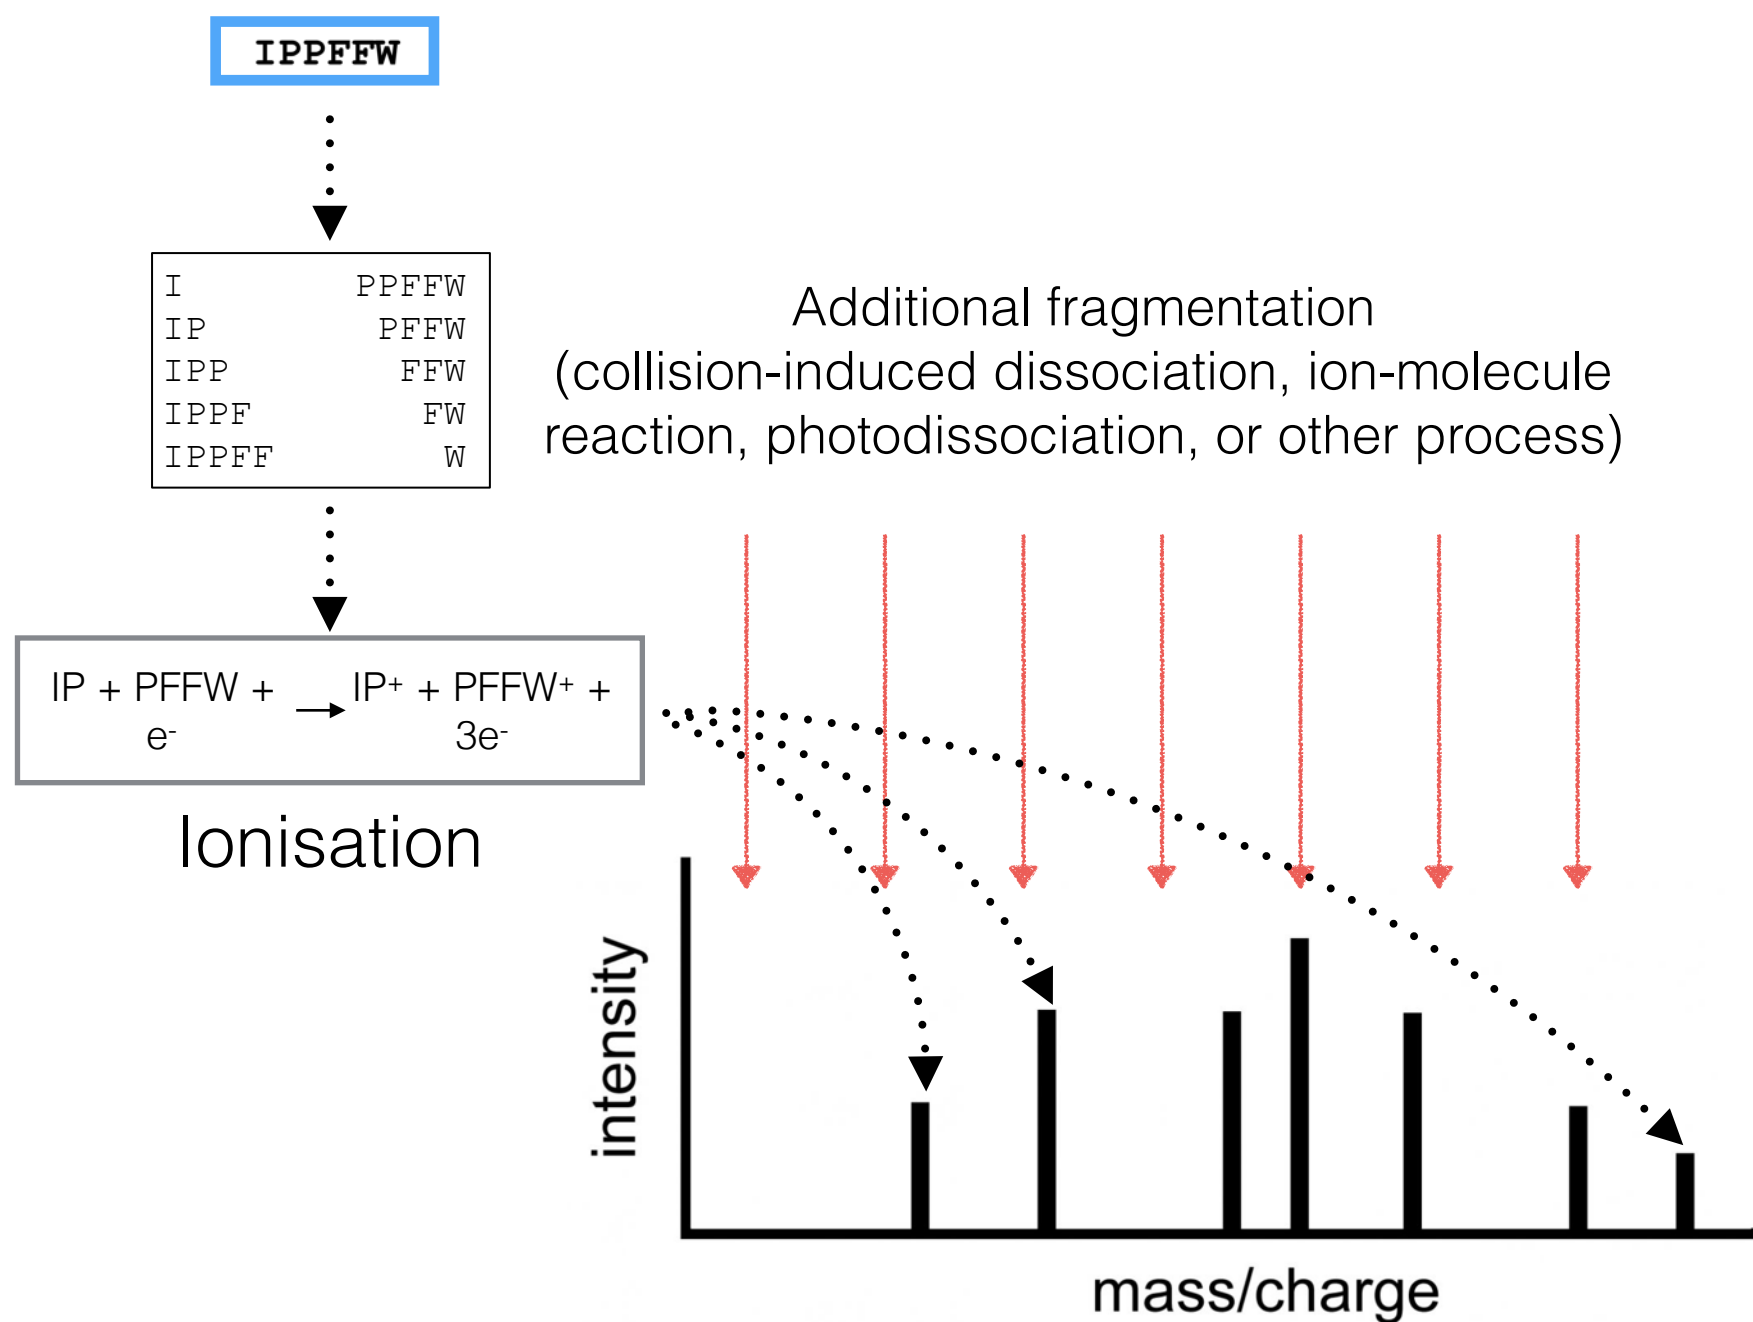 IPPFFW
I PPFFW
IP PFFW
IPP FFW
IPPF FW
IPPFF W
Additional fragmentation
(collision-induced dissociation, ion-molecule
reaction, photodissociation, or other process)
IP + PFFW + → IP⁺ + PFFW⁺ +
e⁻ 3e⁻
Ionisation
intensity
mass/charge